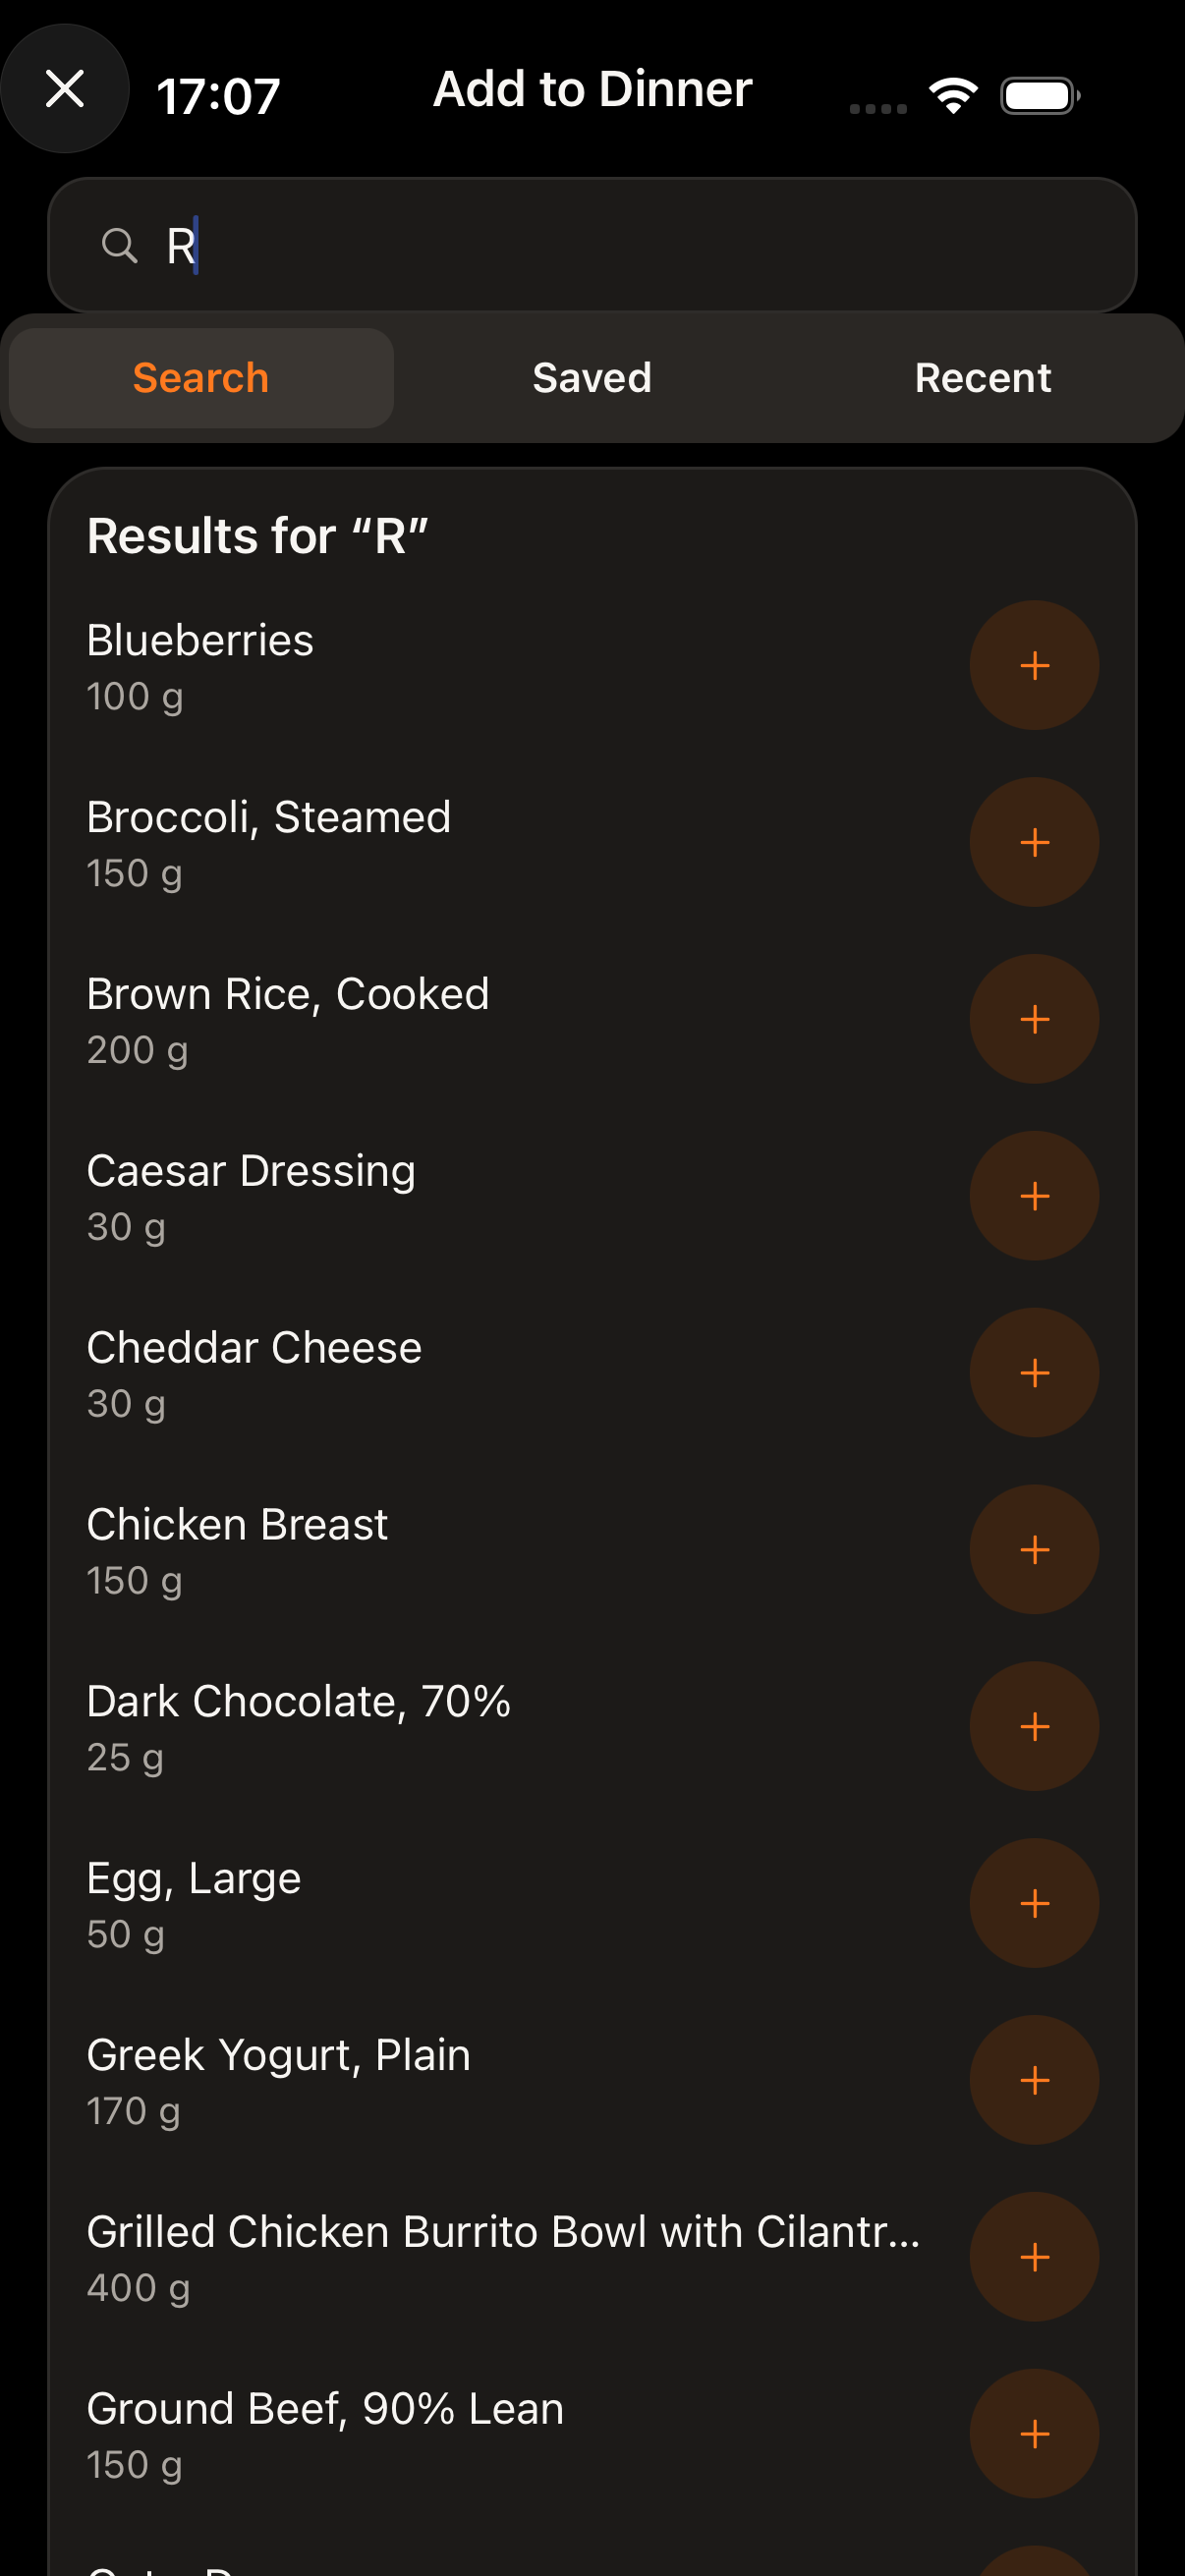 17:07
Add to Dinner
R
Search
Saved
Recent
Results for “R”
Blueberries
100 g
Broccoli, Steamed
150 g
Brown Rice, Cooked
200 g
Caesar Dressing
30 g
Cheddar Cheese
30 g
Chicken Breast
150 g
Dark Chocolate, 70%
25 g
Egg, Large
50 g
Greek Yogurt, Plain
170 g
Grilled Chicken Burrito Bowl with Cilantr...
400 g
Ground Beef, 90% Lean
150 g